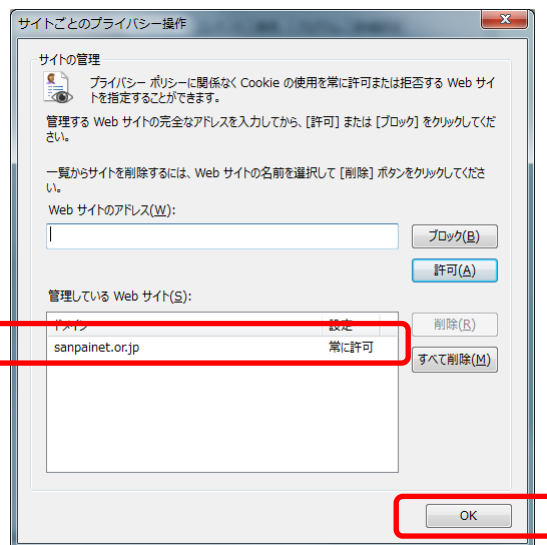 サイトごとのプライバシー操作
サイトの管理
プライバシー ポリシーに関係なく Cookie の使用を常に許可または拒否する Web サイ
トを指定することができます。
管理する Web サイトの完全なアドレスを入力してから、[許可] または [ブロック] をクリックしてくだ
さい。
一覧からサイトを削除するには、Web サイトの名前を選択して [削除] ボタンをクリックしてくださ
い。
Web サイトのアドレス(W):
ブロック(B)
許可(A)
管理している Web サイト(S):
ドメイン 設定
削除(R)
sanpainet.or.jp 常に許可
すべて削除(M)
OK